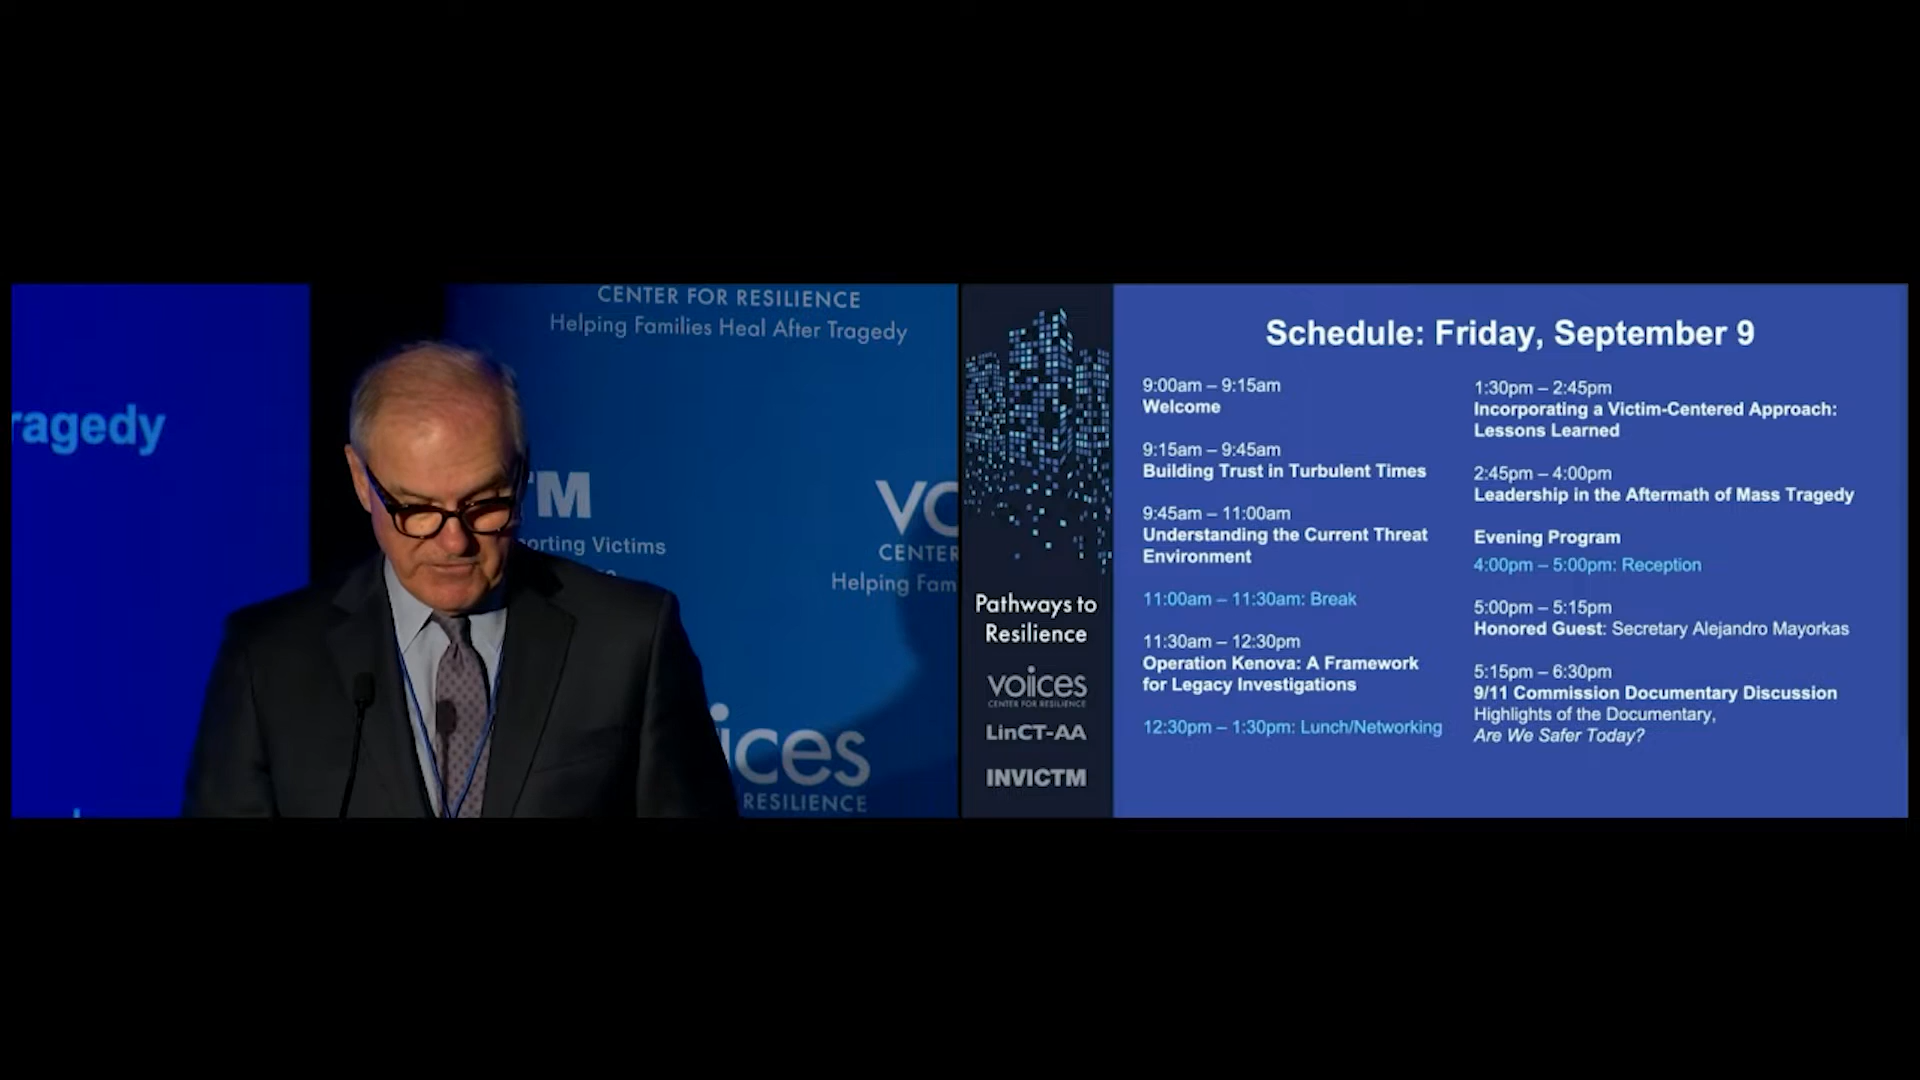 CENTER FOR RESILIENCE
Helping Families Heal After Tragedy
ragedy
TM
orting Victims
VO
CENTER
Helping Fam
ices
RESILIENCE
Pathways to
Resilience
voices
CENTER FOR RESILIENCE
LinCT-AA
INVICTM
Schedule: Friday, September 9
9:00am – 9:15am
Welcome
9:15am – 9:45am
Building Trust in Turbulent Times
9:45am – 11:00am
Understanding the Current Threat
Environment
11:00am – 11:30am: Break
11:30am – 12:30pm
Operation Kenova: A Framework
for Legacy Investigations
12:30pm – 1:30pm: Lunch/Networking
1:30pm – 2:45pm
Incorporating a Victim-Centered Approach:
Lessons Learned
2:45pm – 4:00pm
Leadership in the Aftermath of Mass Tragedy
Evening Program
4:00pm – 5:00pm: Reception
5:00pm – 5:15pm
Honored Guest: Secretary Alejandro Mayorkas
5:15pm – 6:30pm
9/11 Commission Documentary Discussion
Highlights of the Documentary,
Are We Safer Today?